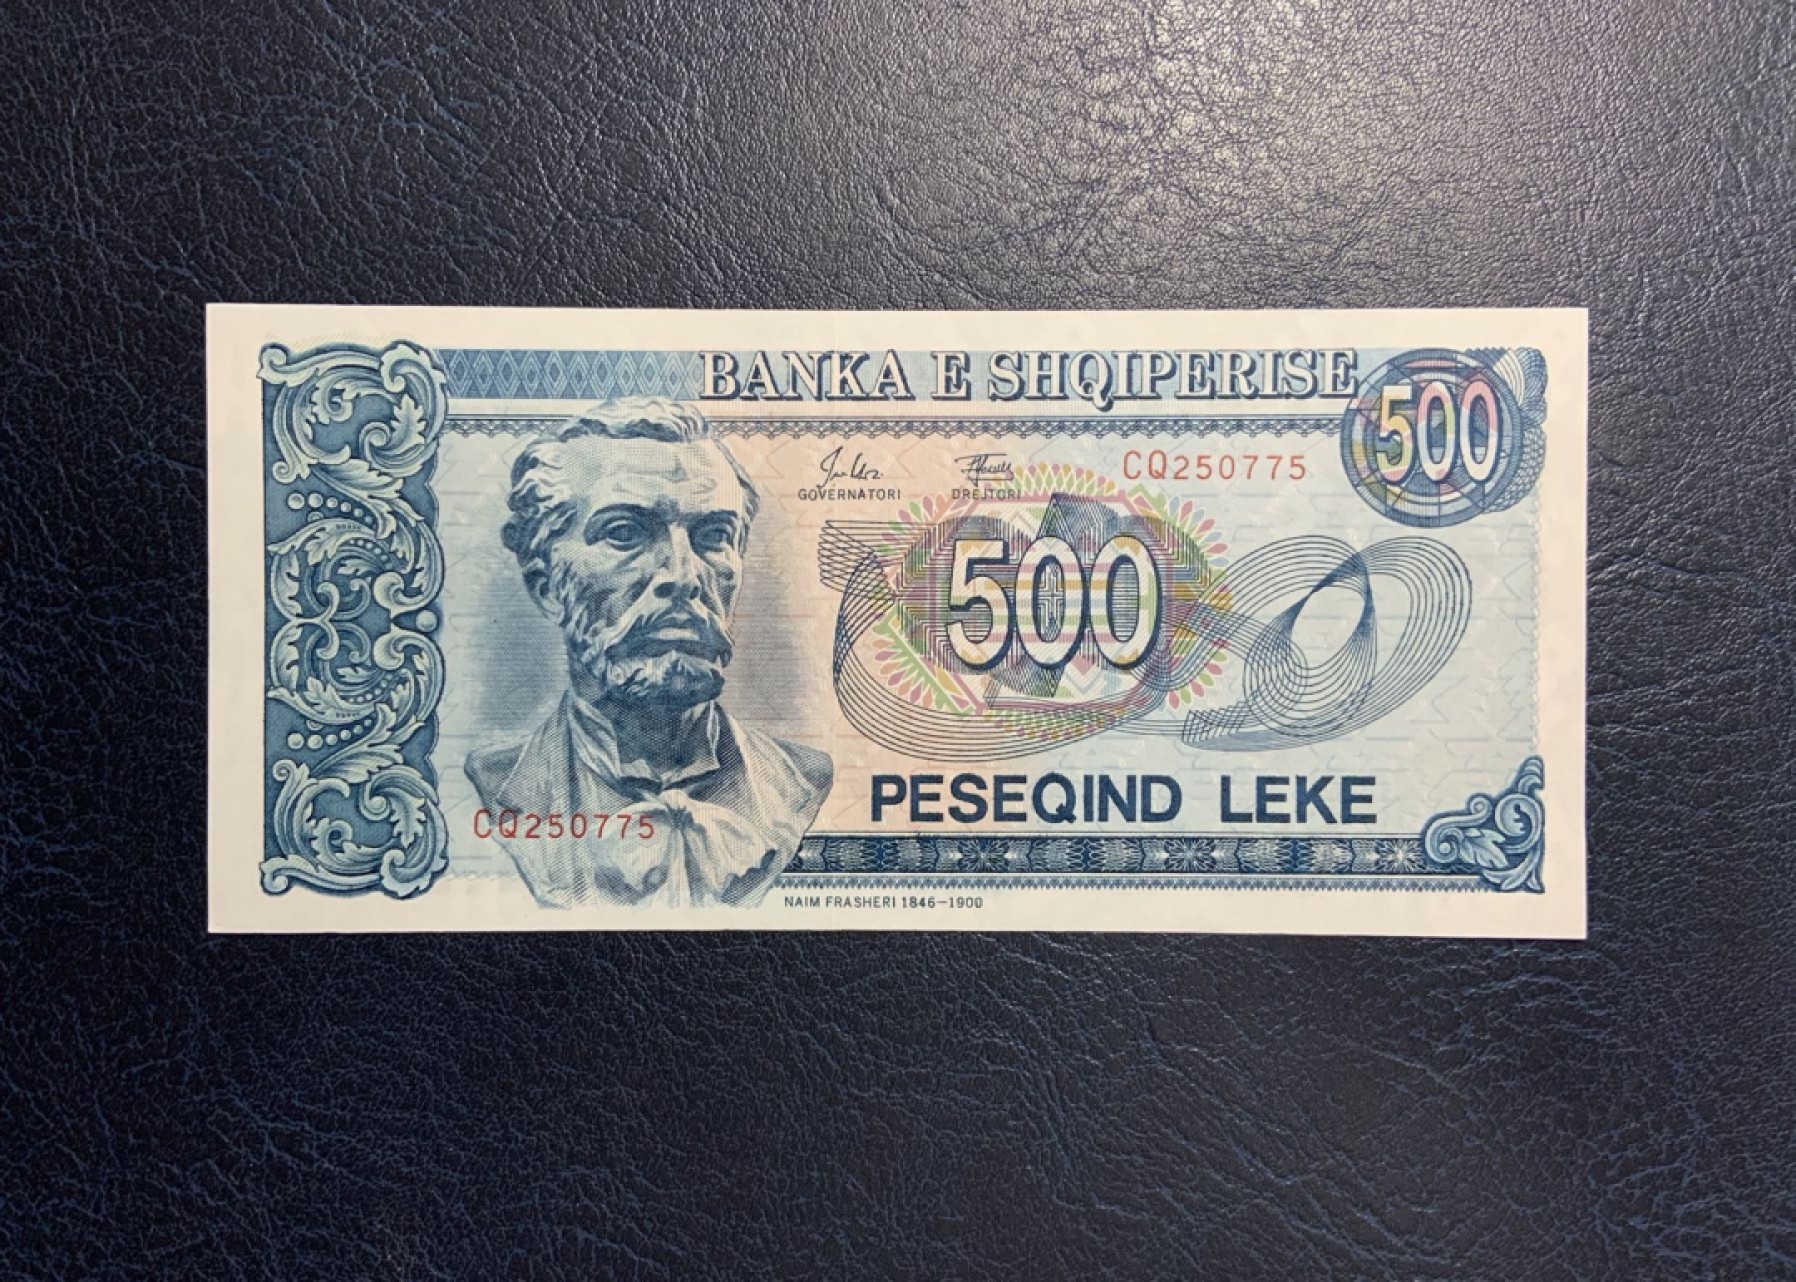 BANKA E SHQIPERISE
500
GOVERNATORI
DREJTORI
CQ250775
500
PESEQIND LEKE
CQ250775
NAIM FRASHERI 1846-1900